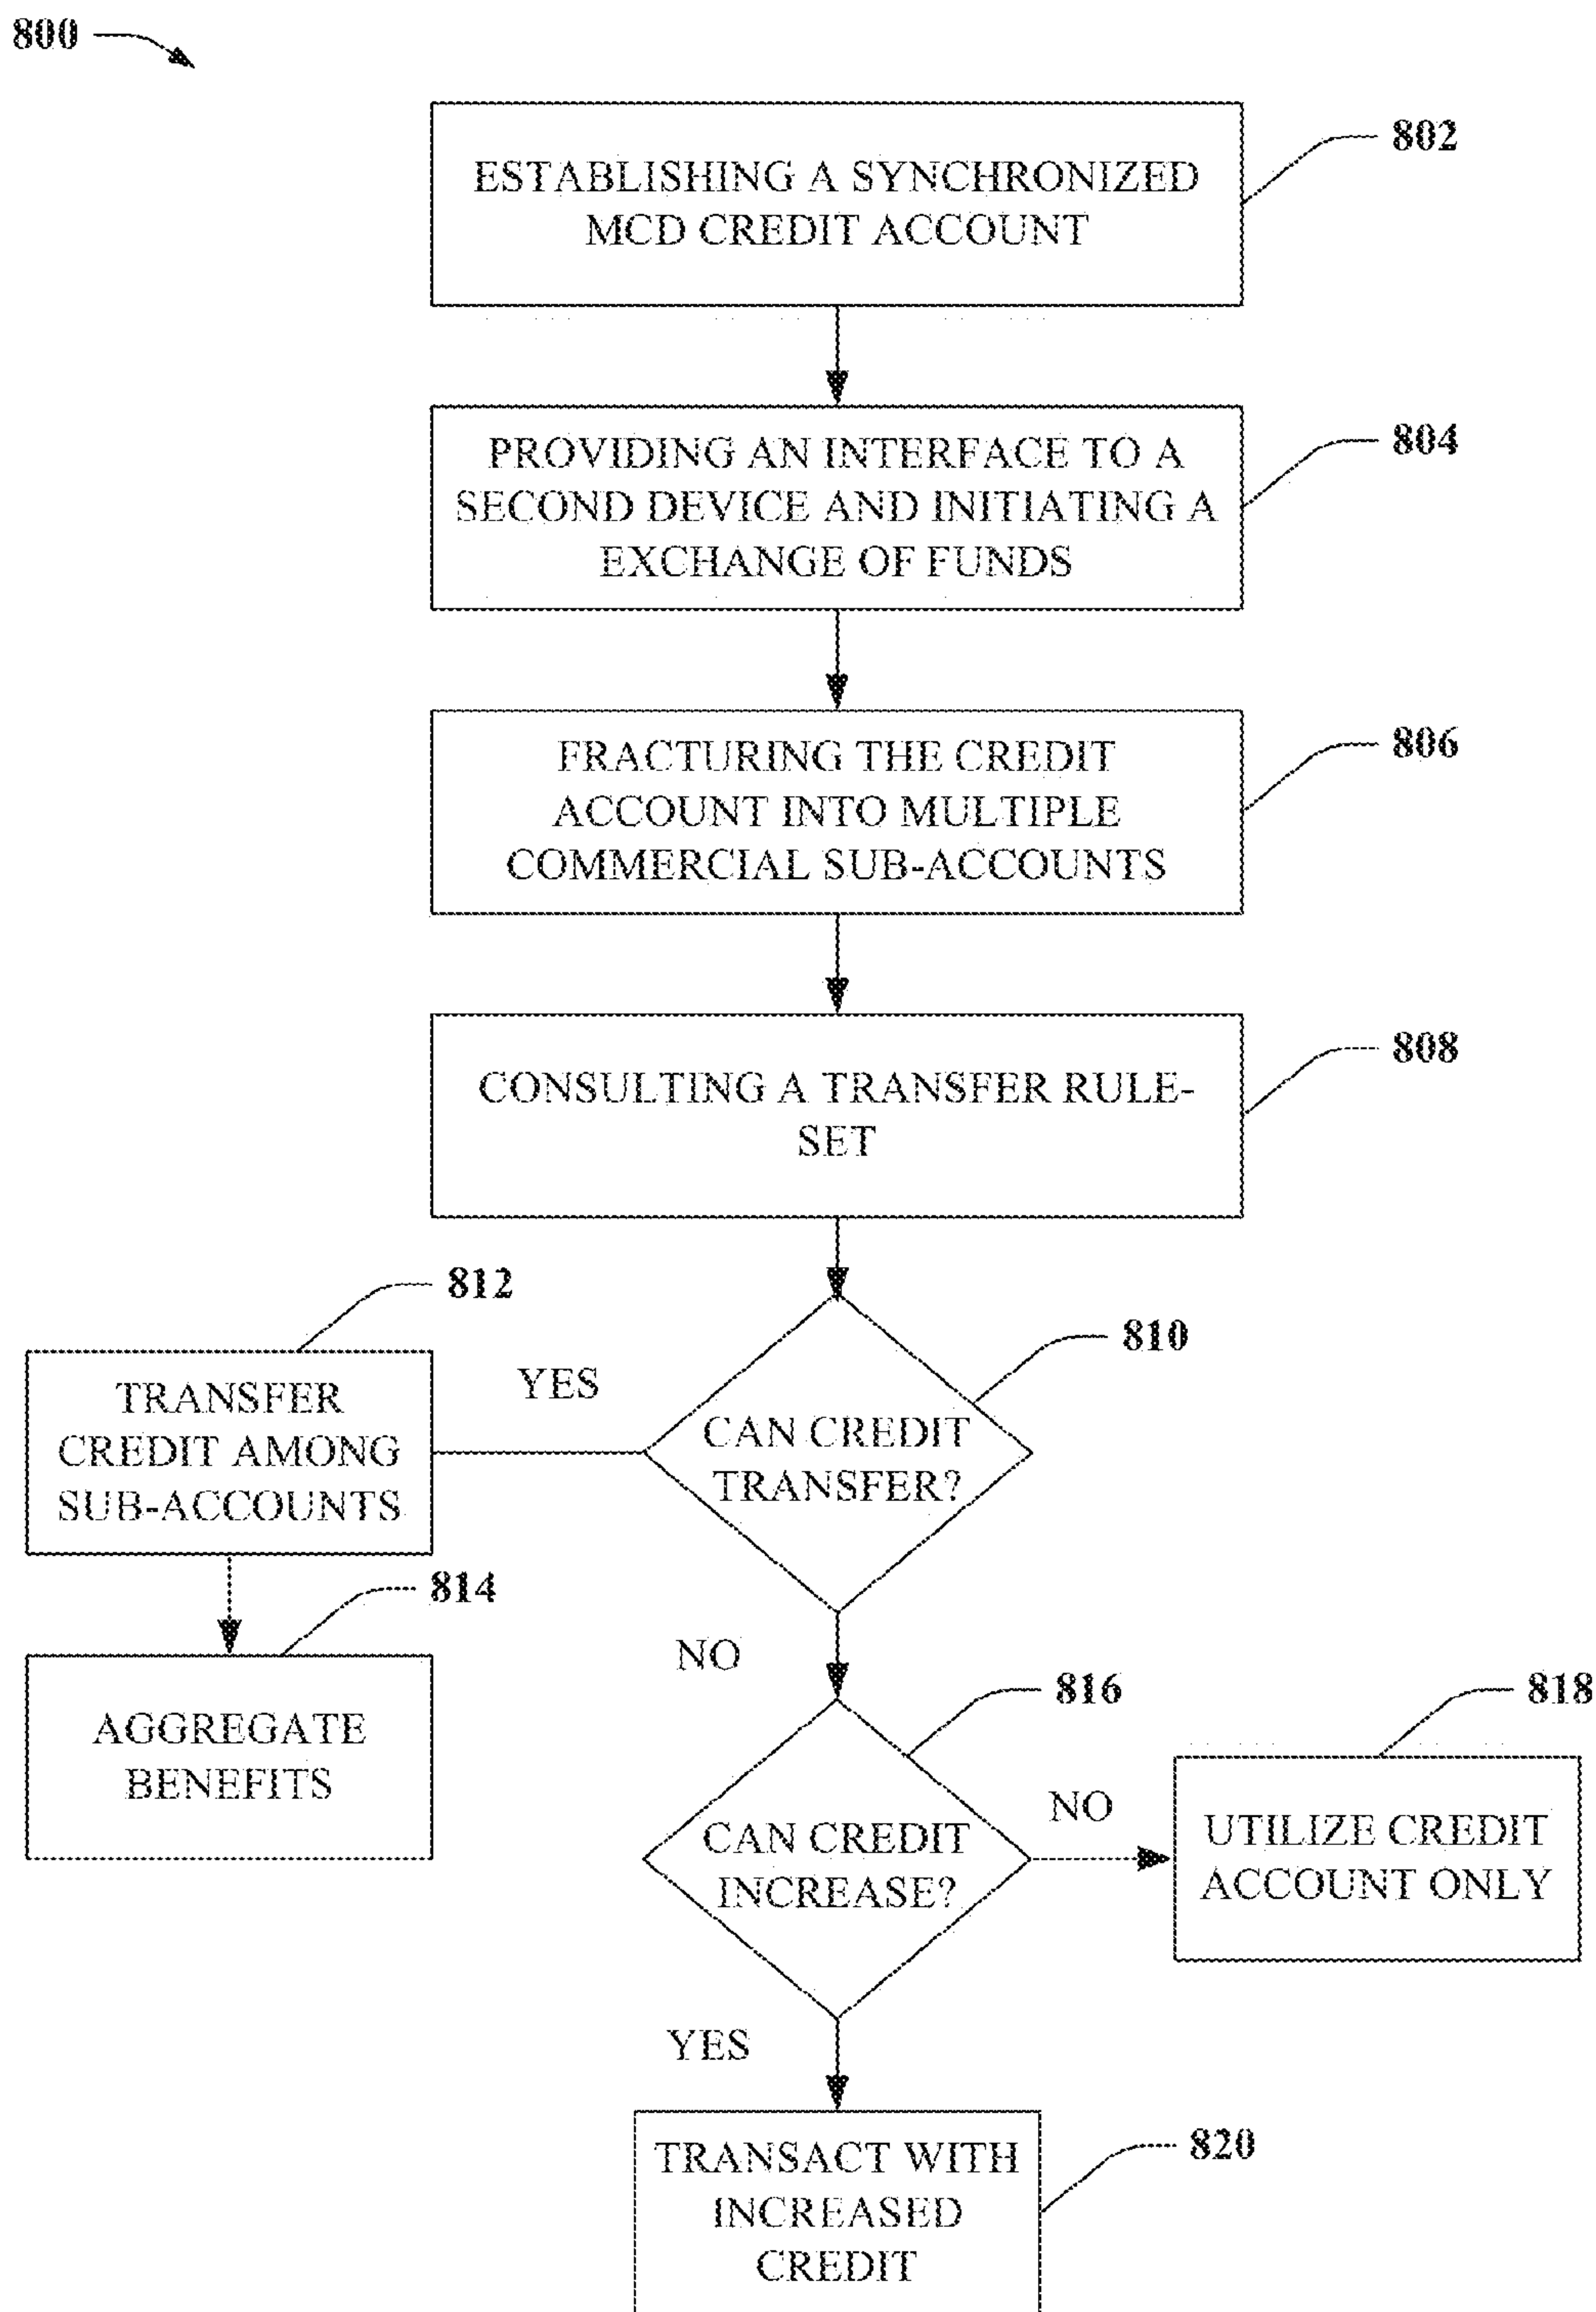 800
ESTABLISHING A SYNCHRONIZED
MCD CREDIT ACCOUNT
802
PROVIDING AN INTERFACE TO A
SECOND DEVICE AND INITIATING A
EXCHANGE OF FUNDS
804
FRACTURING THE CREDIT
ACCOUNT INTO MULTIPLE
COMMERCIAL SUB-ACCOUNTS
806
CONSULTING A TRANSFER RULE-
SET
808
812
TRANSFER
CREDIT AMONG
SUB-ACCOUNTS
YES
810
CAN CREDIT
TRANSFER?
814
AGGREGATE
BENEFITS
NO
816
CAN CREDIT
INCREASE?
NO
818
UTILIZE CREDIT
ACCOUNT ONLY
YES
TRANSACT WITH
INCREASED
CREDIT
820